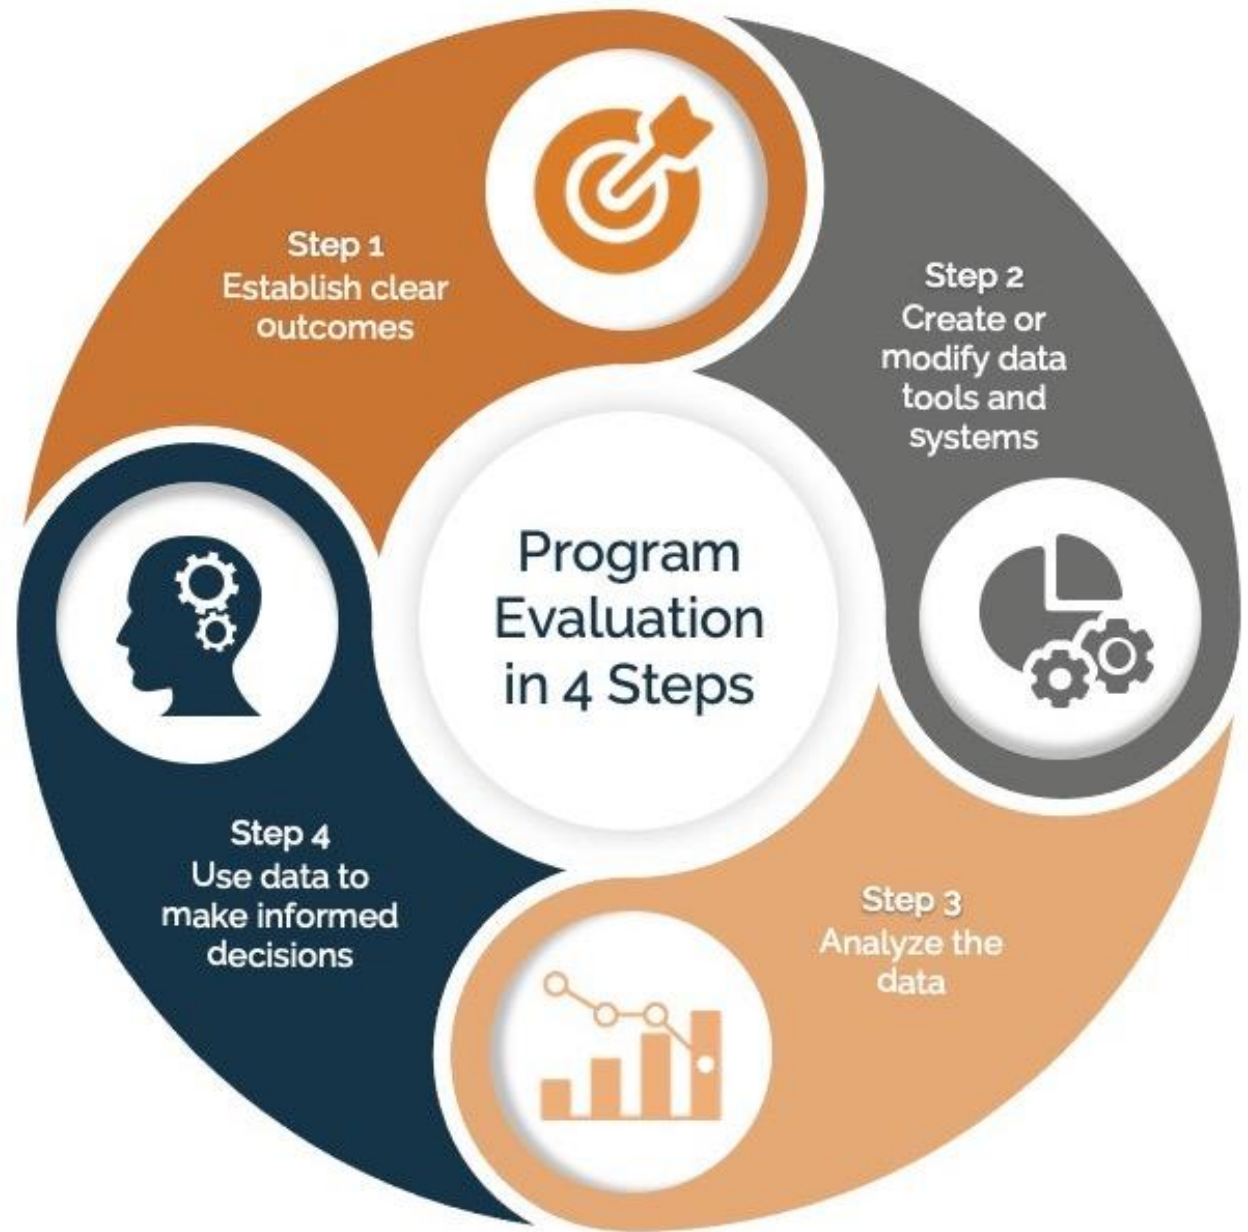 Program
Evaluation
in 4 Steps
Step 1
Establish clear
outcomes
Step 2
Create or
modify data
tools and
systems
Step 3
Analyze the
data
Step 4
Use data to
make informed
decisions